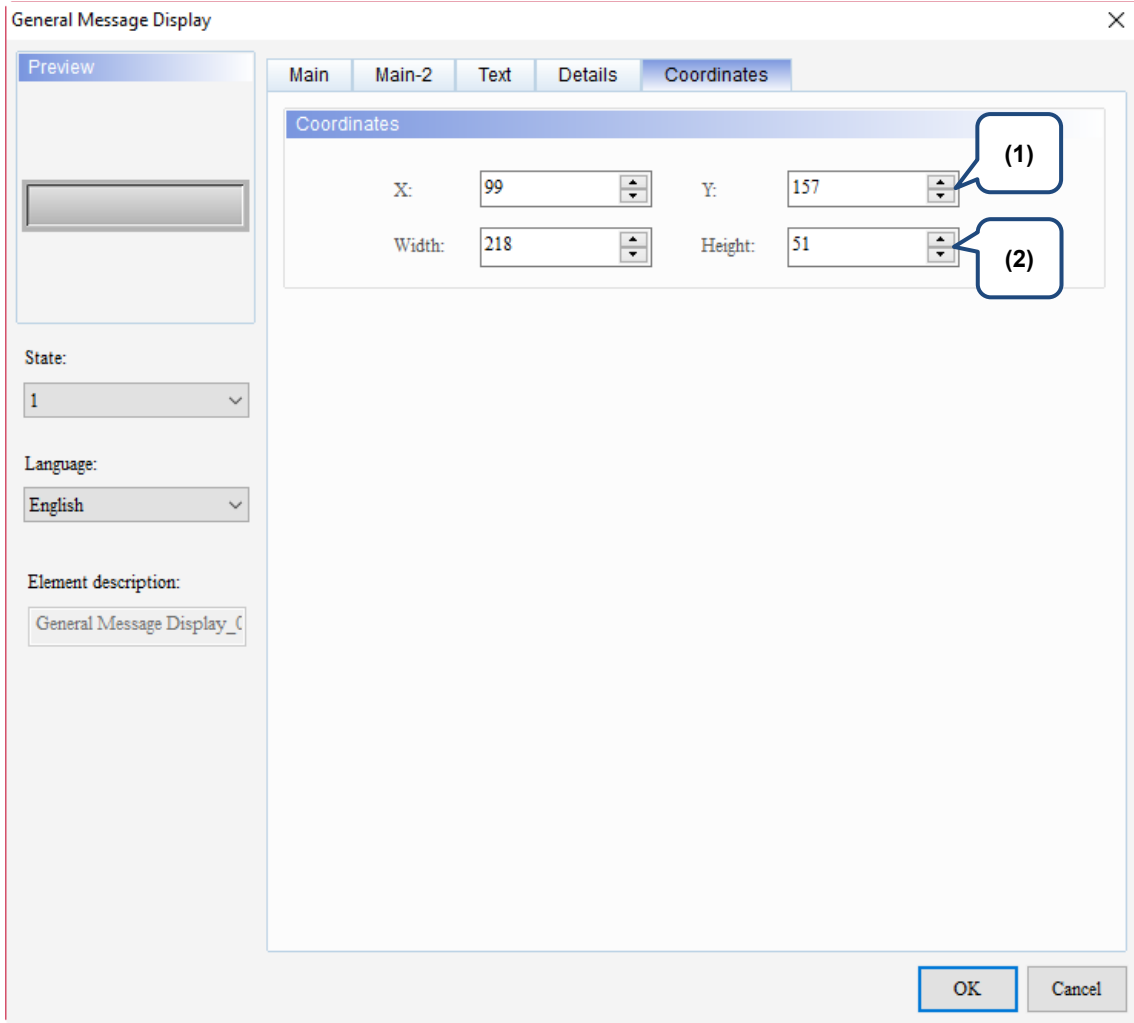 General Message Display
Preview
Main Main-2 Text Details Coordinates
Coordinates
(1)
X: 99 Y: 157
Width: 218 Height: 51
(2)
State:
1
Language:
English
Element description:
General Message Display_
OK Cancel